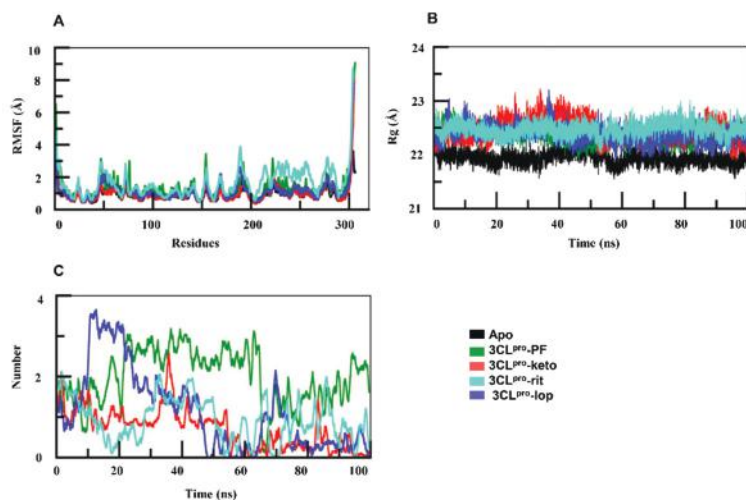 A
10
8
6
4
2
0
RMSF (Å)
0 100 200 300
Residues
B
24
23
22
21
Rg (Å)
0 20 40 60 80 100
Time (ns)
C
4
2
0
Number
0 20 40 60 80 100
Time (ns)
Apo
3CLpro-PF
3CLpro-keto
3CLpro-rit
3CLpro-lop